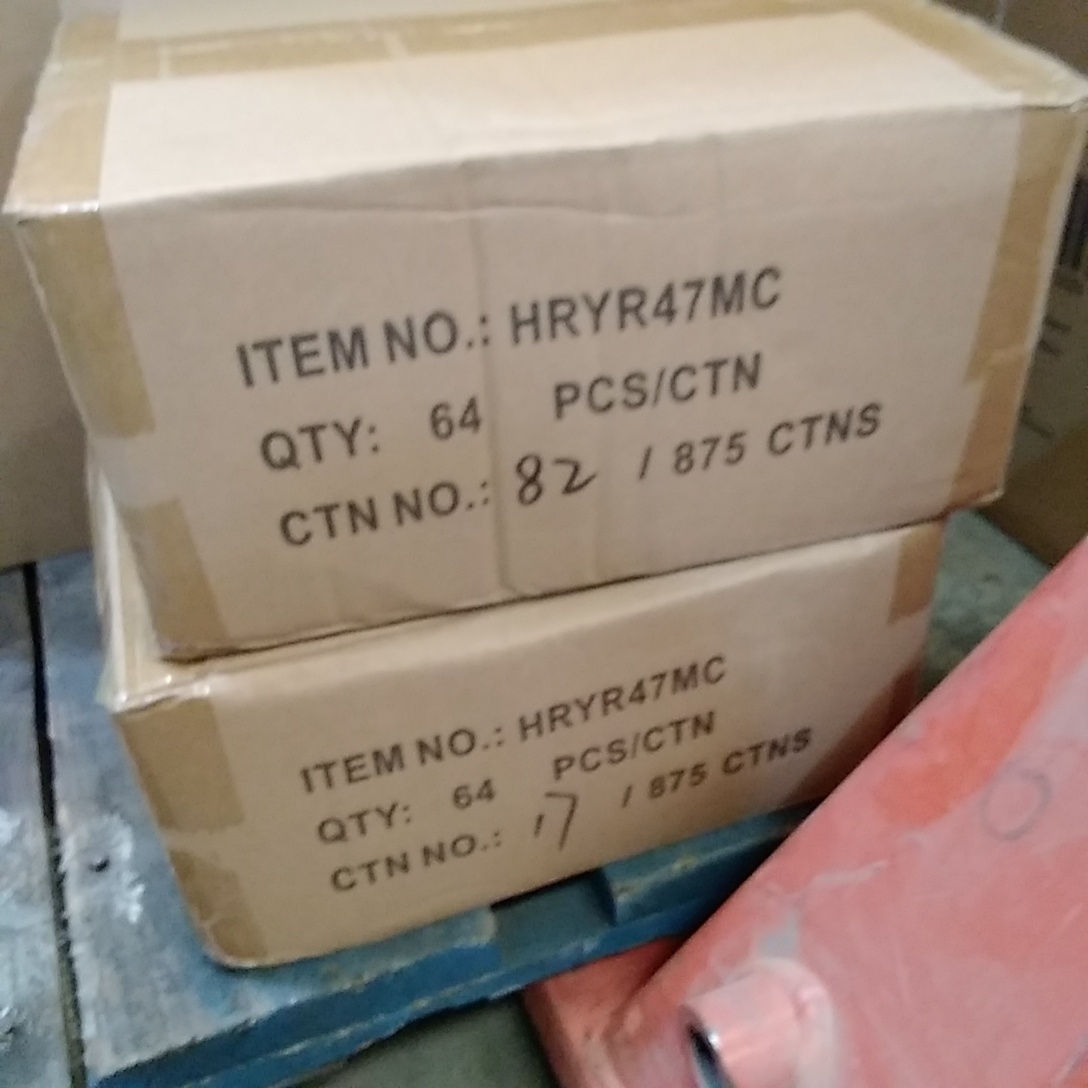 ITEM NO.: HRYR47MC
QTY: 64 PCS/CTN
CTN NO.: 82 / 875 CTNS
ITEM NO.: HRYR47MC
QTY: 64 PCS/CTN
CTN NO.: 17 / 875 CTNS